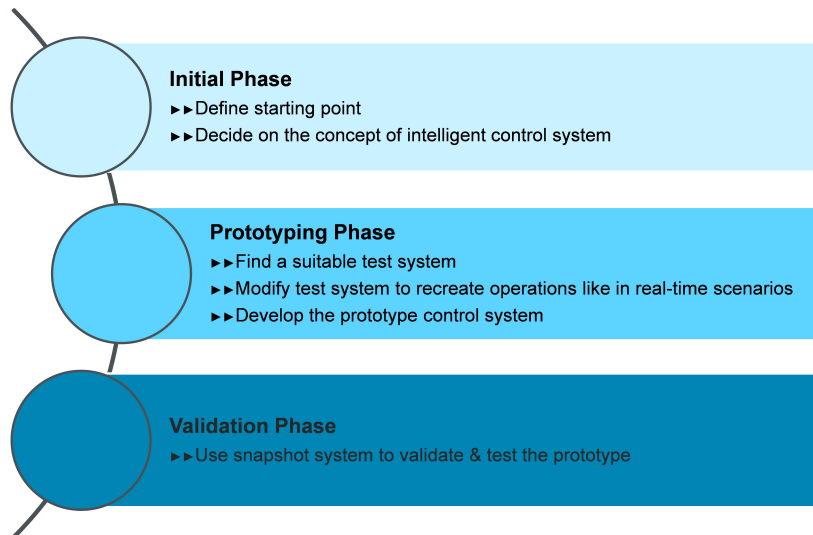 Initial Phase
►►Define starting point
►►Decide on the concept of intelligent control system
Prototyping Phase
►►Find a suitable test system
►►Modify test system to recreate operations like in real-time scenarios
►►Develop the prototype control system
Validation Phase
►►Use snapshot system to validate & test the prototype